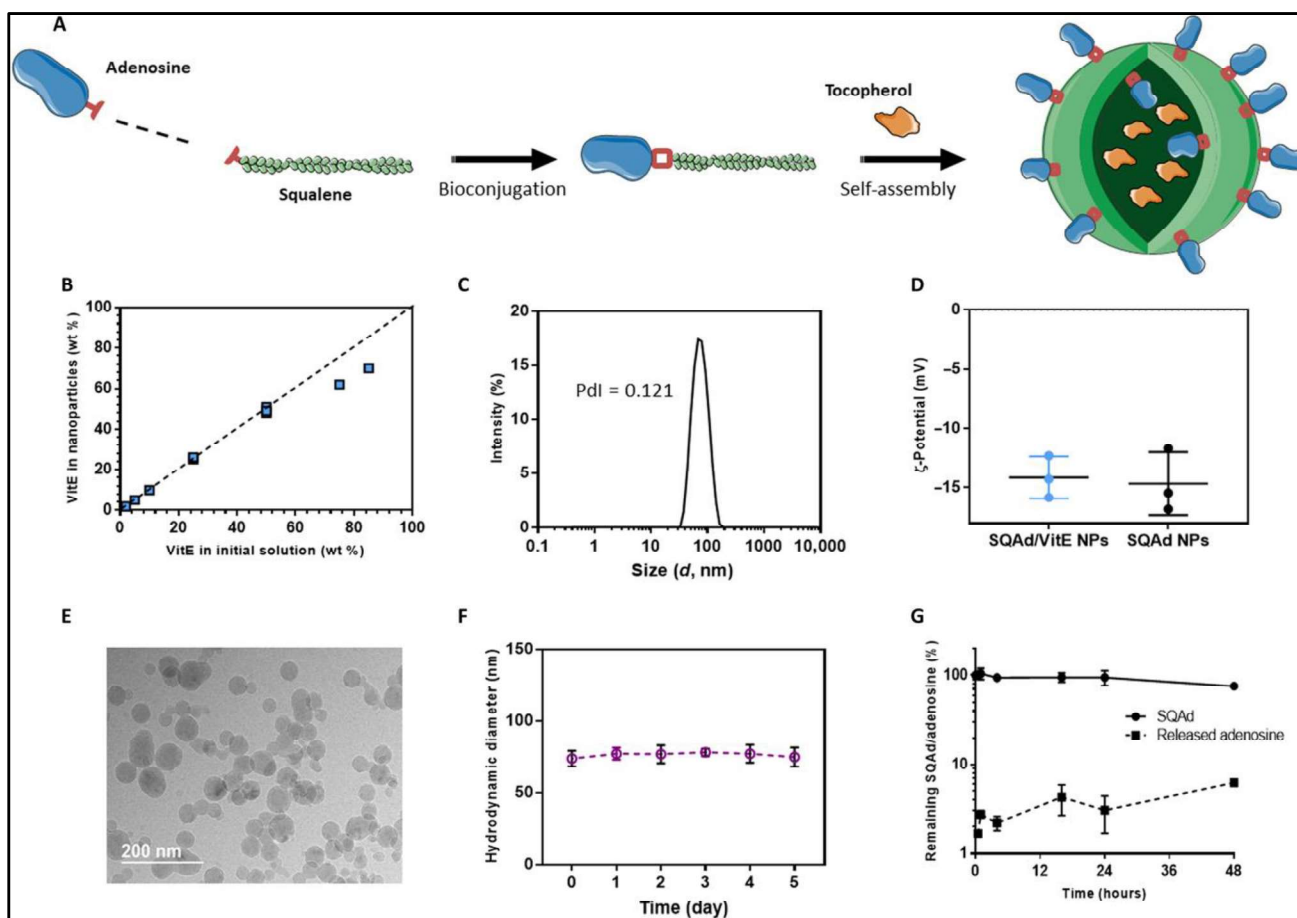 A
Adenosine
Squalene
Bioconjugation
Tocopherol
Self-assembly
B
VitE in nanoparticles (wt %)
100
80
60
40
20
0
0 20 40 60 80 100
VitE in initial solution (wt %)
C
Intensity (%)
20
15
10
5
0
PdI = 0.121
0.1 1 10 100 1000 10,000
Size (d, nm)
D
ζ-Potential (mV)
0
−5
−10
−15
SQAd/VitE NPs SQAd NPs
E
200 nm
F
Hydrodynamic diameter (nm)
150
100
50
0
0 1 2 3 4 5
Time (day)
G
Remaining SQAd/adenosine (%)
100
10
1
SQAd
Released adenosine
0 12 24 36 48
Time (hours)